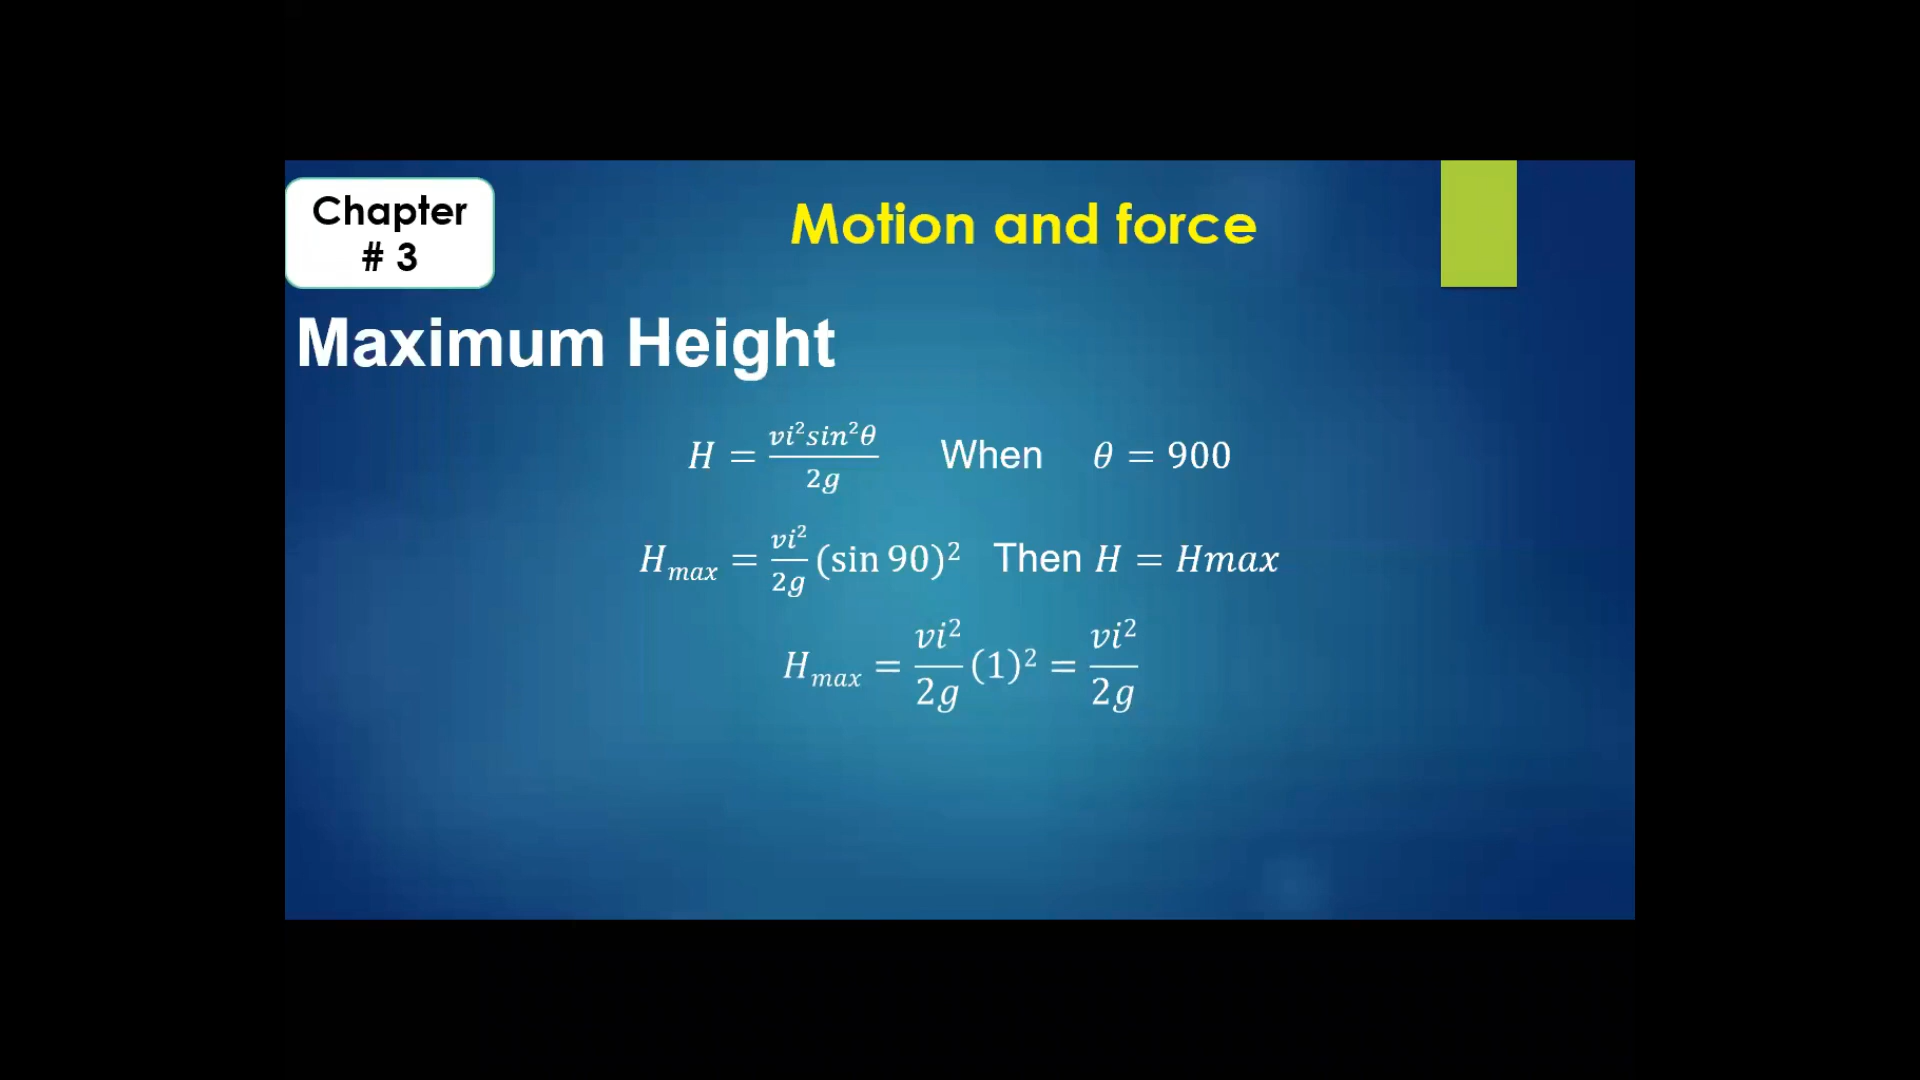 Chapter
# 3
Motion and force
Maximum Height
H = vi²sin²θ / 2g When θ = 900
H_max = vi² / 2g (sin 90)² Then H = Hmax
H_max = vi² / 2g (1)² = vi² / 2g